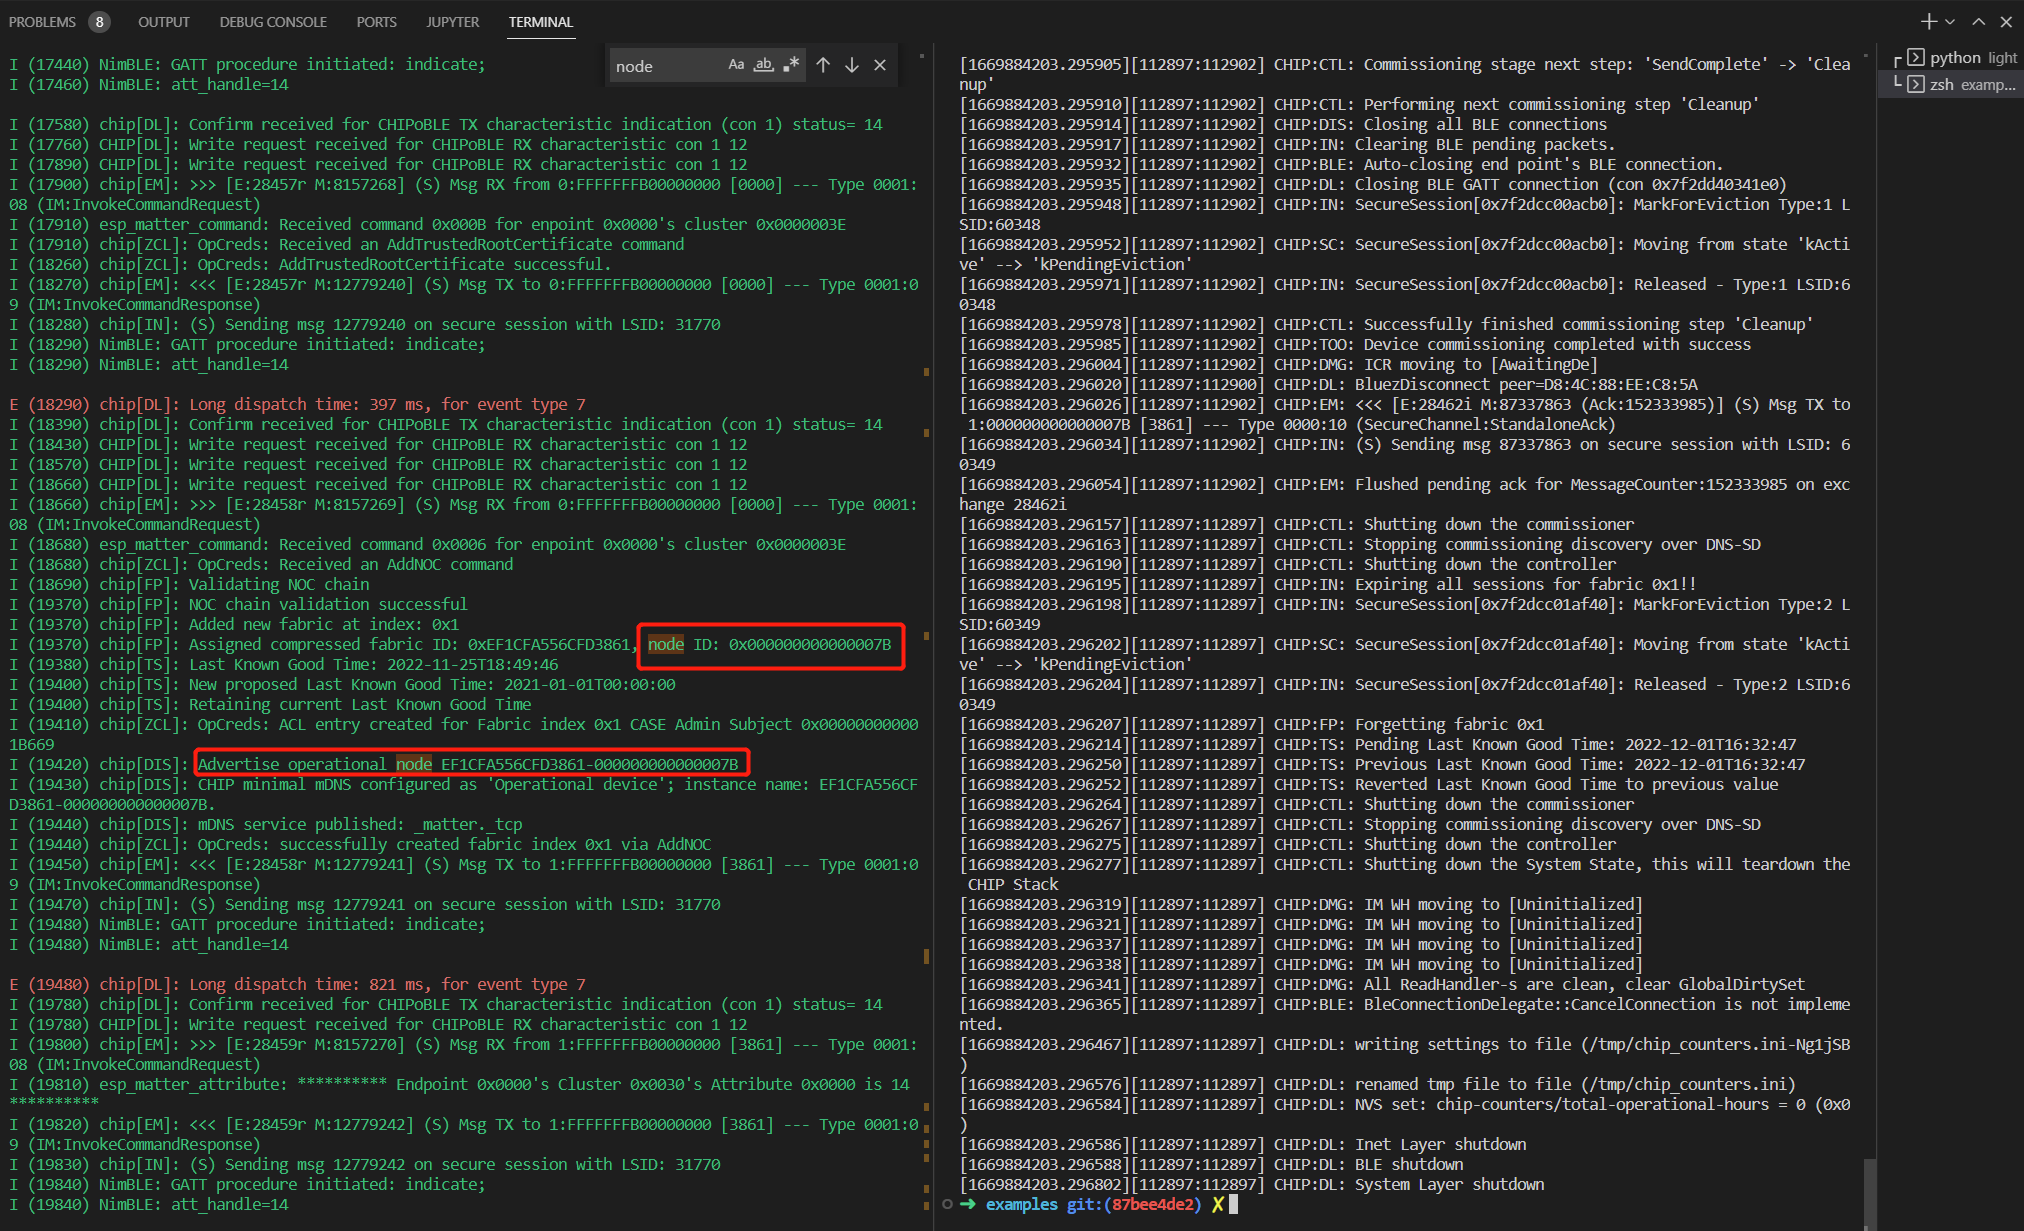 PROBLEMS 8 OUTPUT DEBUG CONSOLE PORTS JUPYTER TERMINAL
node Aa ab .*
I (17440) NimBLE: GATT procedure initiated: indicate;
I (17460) NimBLE: att_handle=14
I (17580) chip[DL]: Confirm received for CHIPoBLE TX characteristic indication (con 1) status= 14
I (17760) CHIP[DL]: Write request received for CHIPoBLE RX characteristic con 1 12
I (17890) CHIP[DL]: Write request received for CHIPoBLE RX characteristic con 1 12
I (17900) chip[EM]: >>> [E:28457r M:8157268] (S) Msg RX from 0:FFFFFFFB00000000 [0000] --- Type 0001:
08 (IM:InvokeCommandRequest)
I (17910) esp_matter_command: Received command 0x000B for enpoint 0x0000's cluster 0x0000003E
I (17910) chip[ZCL]: OpCreds: Received an AddTrustedRootCertificate command
I (18260) chip[ZCL]: OpCreds: AddTrustedRootCertificate successful.
I (18270) chip[EM]: <<< [E:28457r M:12779240] (S) Msg TX to 0:FFFFFFFB00000000 [0000] --- Type 0001:0
9 (IM:InvokeCommandResponse)
I (18280) chip[IN]: (S) Sending msg 12779240 on secure session with LSID: 31770
I (18290) NimBLE: GATT procedure initiated: indicate;
I (18290) NimBLE: att_handle=14
E (18290) chip[DL]: Long dispatch time: 397 ms, for event type 7
I (18390) chip[DL]: Confirm received for CHIPoBLE TX characteristic indication (con 1) status= 14
I (18430) CHIP[DL]: Write request received for CHIPoBLE RX characteristic con 1 12
I (18570) CHIP[DL]: Write request received for CHIPoBLE RX characteristic con 1 12
I (18660) CHIP[DL]: Write request received for CHIPoBLE RX characteristic con 1 12
I (18660) chip[EM]: >>> [E:28458r M:8157269] (S) Msg RX from 0:FFFFFFFB00000000 [0000] --- Type 0001:
08 (IM:InvokeCommandRequest)
I (18680) esp_matter_command: Received command 0x0006 for enpoint 0x0000's cluster 0x0000003E
I (18680) chip[ZCL]: OpCreds: Received an AddNOC command
I (18690) chip[FP]: Validating NOC chain
I (19370) chip[FP]: NOC chain validation successful
I (19370) chip[FP]: Added new fabric at index: 0x1
I (19370) chip[FP]: Assigned compressed fabric ID: 0xEF1CFA556CFD3861, node ID: 0x000000000000007B
I (19380) chip[TS]: Last Known Good Time: 2022-11-25T18:49:46
I (19400) chip[TS]: New proposed Last Known Good Time: 2021-01-01T00:00:00
I (19400) chip[TS]: Retaining current Last Known Good Time
I (19410) chip[ZCL]: OpCreds: ACL entry created for Fabric index 0x1 CASE Admin Subject 0x00000000000
1B669
I (19420) chip[DIS]: Advertise operational node EF1CFA556CFD3861-000000000000007B
I (19430) chip[DIS]: CHIP minimal mDNS configured as 'Operational device'; instance name: EF1CFA556CF
D3861-000000000000007B.
I (19440) chip[DIS]: mDNS service published: _matter._tcp
I (19440) chip[ZCL]: OpCreds: successfully created fabric index 0x1 via AddNOC
I (19450) chip[EM]: <<< [E:28458r M:12779241] (S) Msg TX to 1:FFFFFFFB00000000 [3861] --- Type 0001:0
9 (IM:InvokeCommandResponse)
I (19470) chip[IN]: (S) Sending msg 12779241 on secure session with LSID: 31770
I (19480) NimBLE: GATT procedure initiated: indicate;
I (19480) NimBLE: att_handle=14
E (19480) chip[DL]: Long dispatch time: 821 ms, for event type 7
I (19780) chip[DL]: Confirm received for CHIPoBLE TX characteristic indication (con 1) status= 14
I (19780) CHIP[DL]: Write request received for CHIPoBLE RX characteristic con 1 12
I (19800) chip[EM]: >>> [E:28459r M:8157270] (S) Msg RX from 1:FFFFFFFB00000000 [3861] --- Type 0001:
08 (IM:InvokeCommandRequest)
I (19810) esp_matter_attribute: ********** Endpoint 0x0000's Cluster 0x0030's Attribute 0x0000 is 14
**********
I (19820) chip[EM]: <<< [E:28459r M:12779242] (S) Msg TX to 1:FFFFFFFB00000000 [3861] --- Type 0001:0
9 (IM:InvokeCommandResponse)
I (19830) chip[IN]: (S) Sending msg 12779242 on secure session with LSID: 31770
I (19840) NimBLE: GATT procedure initiated: indicate;
I (19840) NimBLE: att_handle=14
[1669884203.295905][112897:112902] CHIP:CTL: Commissioning stage next step: 'SendComplete' -> 'Clea
nup'
[1669884203.295910][112897:112902] CHIP:CTL: Performing next commissioning step 'Cleanup'
[1669884203.295914][112897:112902] CHIP:DIS: Closing all BLE connections
[1669884203.295917][112897:112902] CHIP:IN: Clearing BLE pending packets.
[1669884203.295932][112897:112902] CHIP:BLE: Auto-closing end point's BLE connection.
[1669884203.295935][112897:112902] CHIP:DL: Closing BLE GATT connection (con 0x7f2dd40341e0)
[1669884203.295948][112897:112902] CHIP:IN: SecureSession[0x7f2dcc00acb0]: MarkForEviction Type:1 L
SID:60348
[1669884203.295952][112897:112902] CHIP:SC: SecureSession[0x7f2dcc00acb0]: Moving from state 'kActi
ve' --> 'kPendingEviction'
[1669884203.295971][112897:112902] CHIP:IN: SecureSession[0x7f2dcc00acb0]: Released - Type:1 LSID:6
0348
[1669884203.295978][112897:112902] CHIP:CTL: Successfully finished commissioning step 'Cleanup'
[1669884203.295985][112897:112902] CHIP:TOO: Device commissioning completed with success
[1669884203.296004][112897:112902] CHIP:DMG: ICR moving to [AwaitingDe]
[1669884203.296020][112897:112900] CHIP:DL: BluezDisconnect peer=D8:4C:88:EE:C8:5A
[1669884203.296026][112897:112902] CHIP:EM: <<< [E:28462i M:87337863 (Ack:152333985)] (S) Msg TX to
1:000000000000007B [3861] --- Type 0000:10 (SecureChannel:StandaloneAck)
[1669884203.296034][112897:112902] CHIP:IN: (S) Sending msg 87337863 on secure session with LSID: 6
0349
[1669884203.296054][112897:112902] CHIP:EM: Flushed pending ack for MessageCounter:152333985 on exc
hange 28462i
[1669884203.296157][112897:112897] CHIP:CTL: Shutting down the commissioner
[1669884203.296163][112897:112897] CHIP:CTL: Stopping commissioning discovery over DNS-SD
[1669884203.296190][112897:112897] CHIP:CTL: Shutting down the controller
[1669884203.296195][112897:112897] CHIP:IN: Expiring all sessions for fabric 0x1!!
[1669884203.296198][112897:112897] CHIP:IN: SecureSession[0x7f2dcc01af40]: MarkForEviction Type:2 L
SID:60349
[1669884203.296202][112897:112897] CHIP:SC: SecureSession[0x7f2dcc01af40]: Moving from state 'kActi
ve' --> 'kPendingEviction'
[1669884203.296204][112897:112897] CHIP:IN: SecureSession[0x7f2dcc01af40]: Released - Type:2 LSID:6
0349
[1669884203.296207][112897:112897] CHIP:FP: Forgetting fabric 0x1
[1669884203.296214][112897:112897] CHIP:TS: Pending Last Known Good Time: 2022-12-01T16:32:47
[1669884203.296250][112897:112897] CHIP:TS: Previous Last Known Good Time: 2022-12-01T16:32:47
[1669884203.296252][112897:112897] CHIP:TS: Reverted Last Known Good Time to previous value
[1669884203.296264][112897:112897] CHIP:CTL: Shutting down the commissioner
[1669884203.296267][112897:112897] CHIP:CTL: Stopping commissioning discovery over DNS-SD
[1669884203.296275][112897:112897] CHIP:CTL: Shutting down the controller
[1669884203.296277][112897:112897] CHIP:CTL: Shutting down the System State, this will teardown the
CHIP Stack
[1669884203.296319][112897:112897] CHIP:DMG: IM WH moving to [Uninitialized]
[1669884203.296321][112897:112897] CHIP:DMG: IM WH moving to [Uninitialized]
[1669884203.296337][112897:112897] CHIP:DMG: IM WH moving to [Uninitialized]
[1669884203.296338][112897:112897] CHIP:DMG: IM WH moving to [Uninitialized]
[1669884203.296341][112897:112897] CHIP:DMG: All ReadHandler-s are clean, clear GlobalDirtySet
[1669884203.296365][112897:112897] CHIP:BLE: BleConnectionDelegate::CancelConnection is not impleme
nted.
[1669884203.296467][112897:112897] CHIP:DL: writing settings to file (/tmp/chip_counters.ini-Ng1jSB
)
[1669884203.296576][112897:112897] CHIP:DL: renamed tmp file to file (/tmp/chip_counters.ini)
[1669884203.296584][112897:112897] CHIP:DL: NVS set: chip-counters/total-operational-hours = 0 (0x0
)
[1669884203.296586][112897:112897] CHIP:DL: Inet Layer shutdown
[1669884203.296588][112897:112897] CHIP:DL: BLE shutdown
[1669884203.296802][112897:112897] CHIP:DL: System Layer shutdown
➜ examples git:(87bee4de2) ✗
python light
zsh examp...